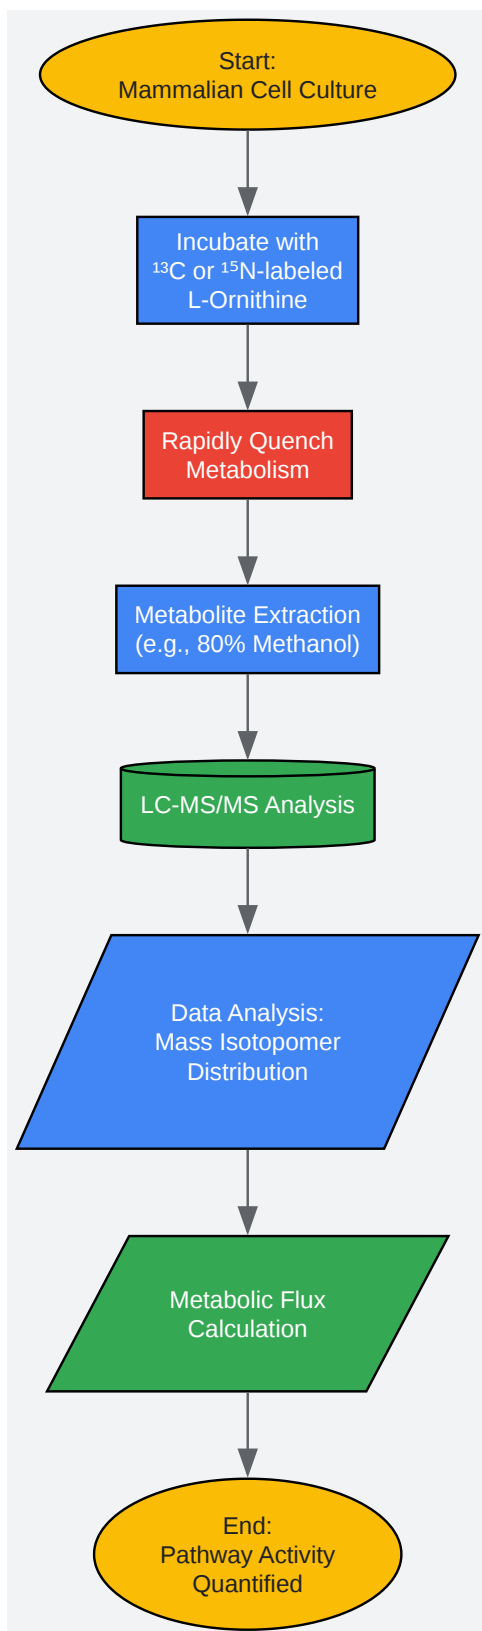 Start:
Mammalian Cell Culture
Incubate with
¹³C or ¹⁵N-labeled
L-Ornithine
Rapidly Quench
Metabolism
Metabolite Extraction
(e.g., 80% Methanol)
LC-MS/MS Analysis
Data Analysis:
Mass Isotopomer
Distribution
Metabolic Flux
Calculation
End:
Pathway Activity
Quantified